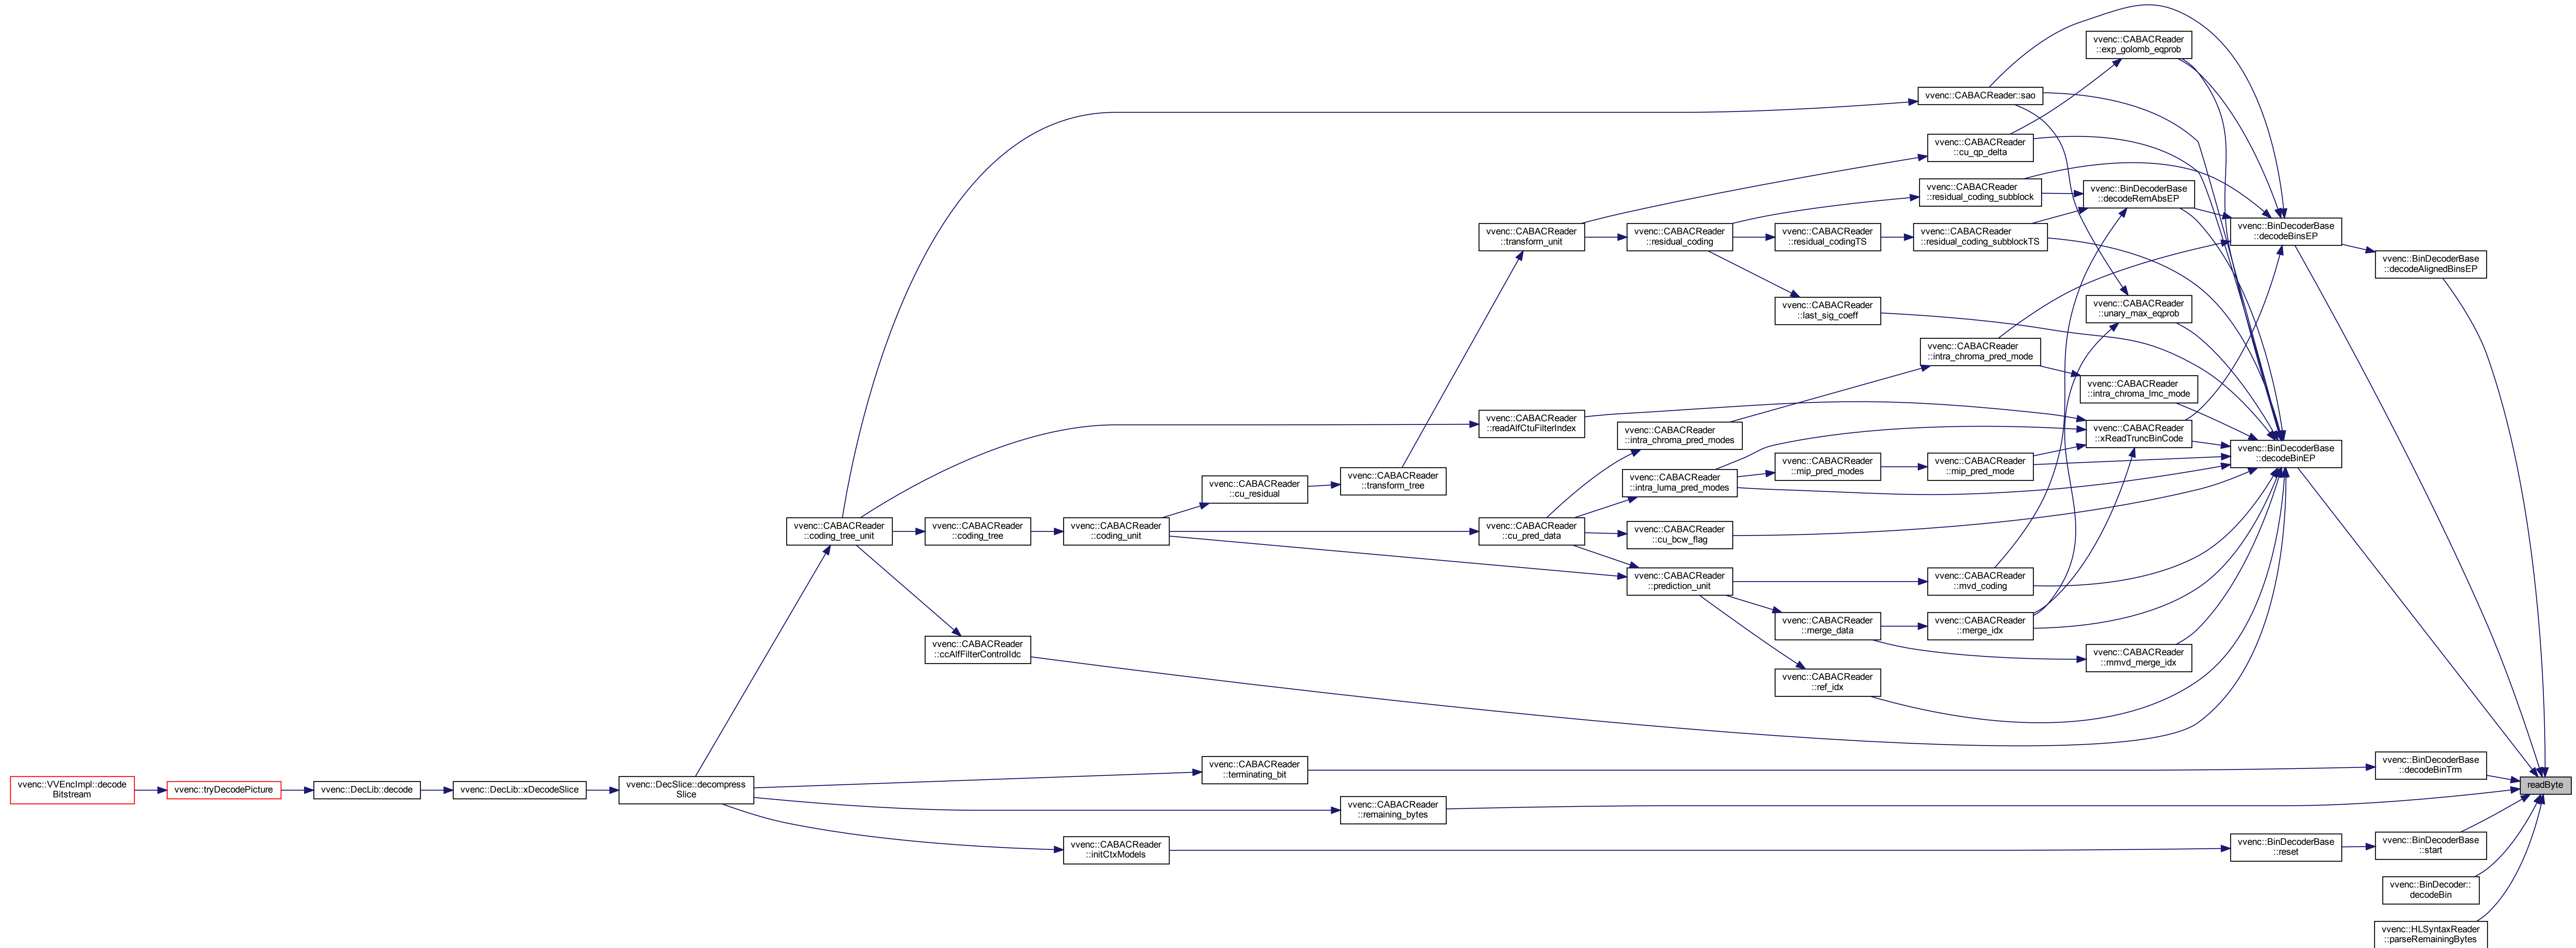 vvenc::CABACReader
::exp_golomb_eqprob
vvenc::CABACReader::sao
vvenc::CABACReader
::cu_qp_delta
vvenc::CABACReader
::residual_coding_subblock
vvenc::BinDecoderBase
::decodeRemAbsEP
vvenc::CABACReader
::transform_unit
vvenc::CABACReader
::residual_coding
vvenc::CABACReader
::residual_codingTS
vvenc::CABACReader
::residual_coding_subblockTS
vvenc::BinDecoderBase
::decodeBinsEP
vvenc::BinDecoderBase
::decodeAlignedBinsEP
vvenc::CABACReader
::last_sig_coeff
vvenc::CABACReader
::unary_max_eqprob
vvenc::CABACReader
::intra_chroma_pred_mode
vvenc::CABACReader
::intra_chroma_lmc_mode
vvenc::CABACReader
::readAlfCtuFilterIndex
vvenc::CABACReader
::intra_chroma_pred_modes
vvenc::CABACReader
::xReadTruncBinCode
vvenc::BinDecoderBase
::decodeBinEP
vvenc::CABACReader
::cu_residual
vvenc::CABACReader
::transform_tree
vvenc::CABACReader
::intra_luma_pred_modes
vvenc::CABACReader
::mip_pred_modes
vvenc::CABACReader
::mip_pred_mode
vvenc::CABACReader
::coding_tree_unit
vvenc::CABACReader
::coding_tree
vvenc::CABACReader
::coding_unit
vvenc::CABACReader
::cu_pred_data
vvenc::CABACReader
::cu_bcw_flag
vvenc::CABACReader
::prediction_unit
vvenc::CABACReader
::mvd_coding
vvenc::CABACReader
::merge_data
vvenc::CABACReader
::merge_idx
vvenc::CABACReader
::ccAlfFilterControlIdc
vvenc::CABACReader
::mmvd_merge_idx
vvenc::CABACReader
::ref_idx
vvenc::VVEncImpl::decode
Bitstream
vvenc::tryDecodePicture
vvenc::DecLib::decode
vvenc::DecLib::xDecodeSlice
vvenc::DecSlice::decompress
Slice
vvenc::CABACReader
::terminating_bit
vvenc::BinDecoderBase
::decodeBinTrm
readByte
vvenc::CABACReader
::remaining_bytes
vvenc::CABACReader
::initCtxModels
vvenc::BinDecoderBase
::reset
vvenc::BinDecoderBase
::start
vvenc::BinDecoder::
decodeBin
vvenc::HLSyntaxReader
::parseRemainingBytes